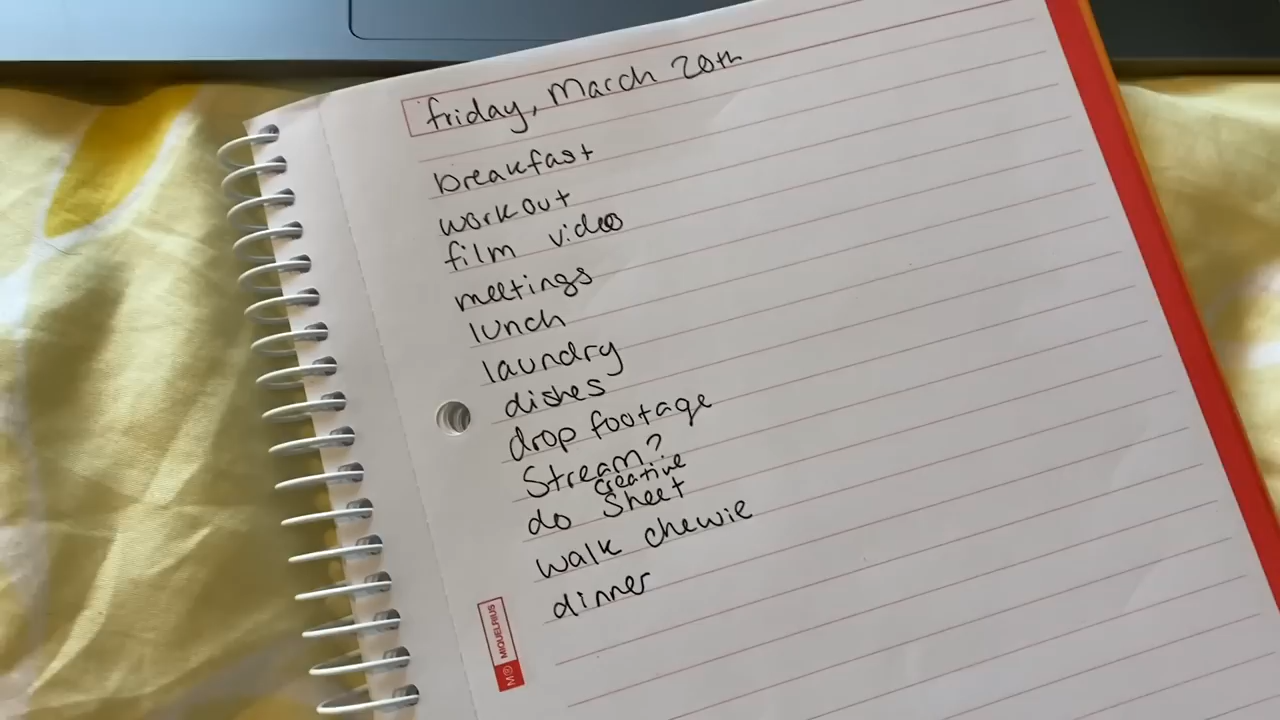 friday, March 20th
breakfast
workout
film video
meetings
lunch
laundry
dishes
drop footage
Stream?
creative
do Sheet
walk chewie
dinner
MIQUELRIUS